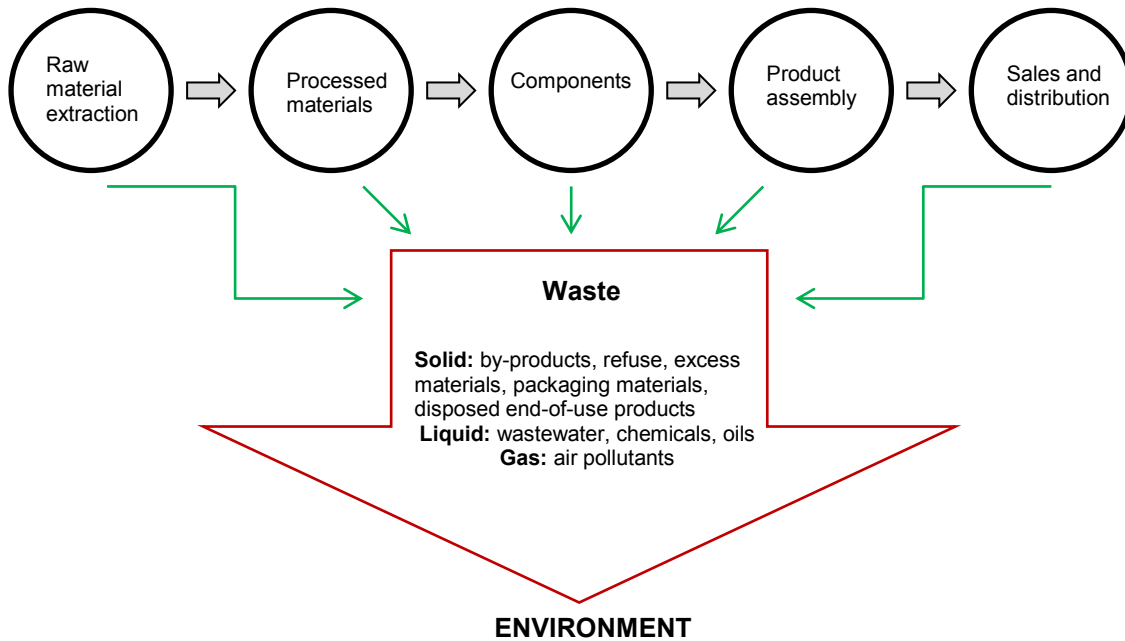 Raw
material
extraction
Processed
materials
Components
Product
assembly
Sales and
distribution
Waste
Solid: by-products, refuse, excess
materials, packaging materials,
disposed end-of-use products
Liquid: wastewater, chemicals, oils
Gas: air pollutants
ENVIRONMENT